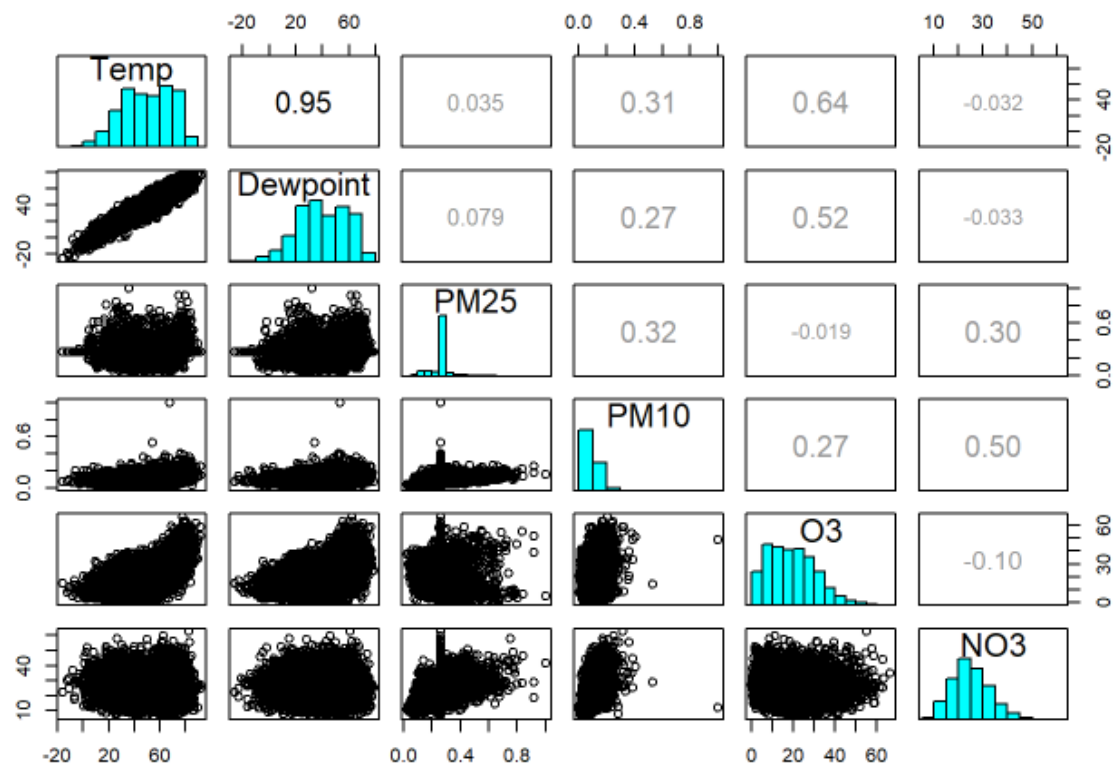 -20 20 60 0.0 0.4 0.8 10 30 50
Temp 0.95 0.035 0.31 0.64 -0.032 -20 40
-20 40 Dewpoint 0.079 0.27 0.52 -0.033
PM25 0.32 -0.019 0.30 0.0 0.6
0.0 0.6 PM10 0.27 0.50
O3 -0.10 0 30 60
10 40 NO3
-20 20 60 0.0 0.4 0.8 0 20 40 60